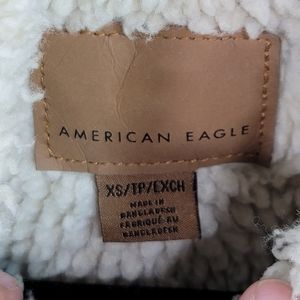 AMERICAN EAGLE
XS/TP/EXCH
MADE IN
BANGLADESH
FABRIQUÉ AU
BANGLADESH